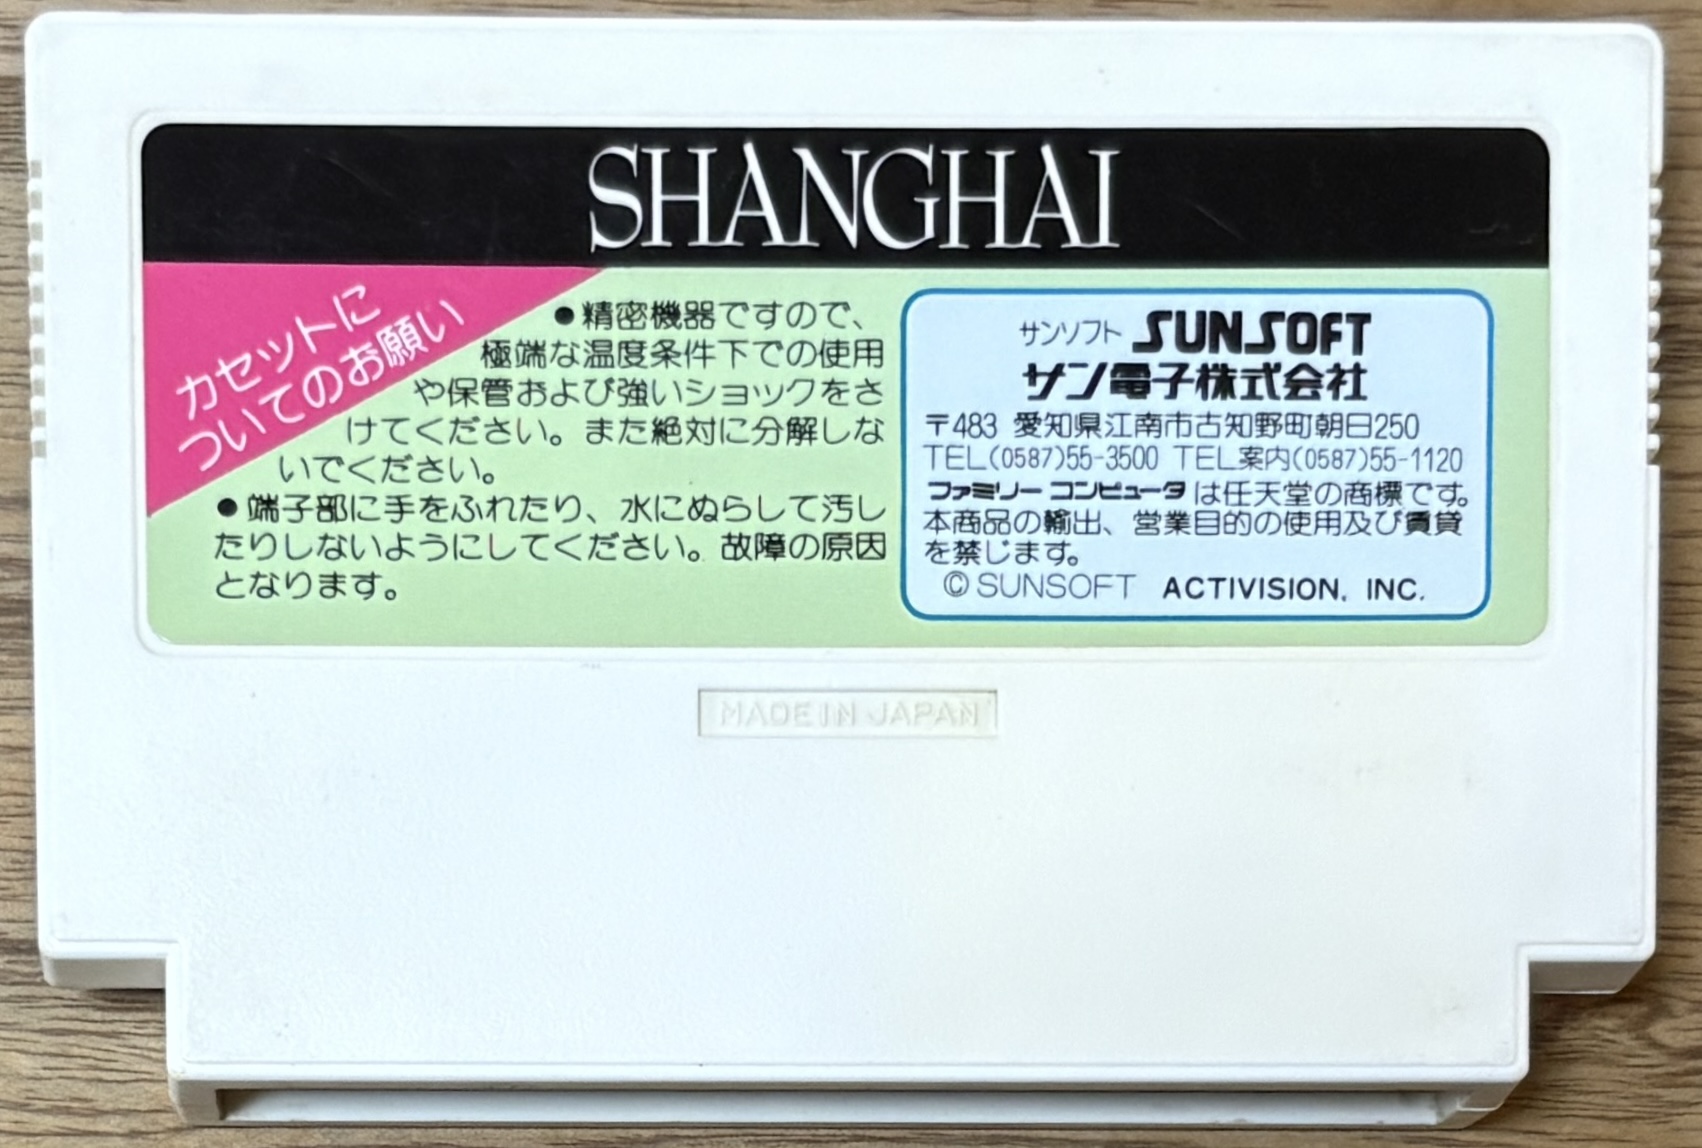 SHANGHAI
カセットに
ついてのお願い
●精密機器ですので、
極端な温度条件下での使用
や保管および強いショックをさ
けてください。また絶対に分解しな
いでください。
●端子部に手をふれたり、水にぬらして汚し
たりしないようにしてください。故障の原因
となります。
サンソフト SUNSOFT
サン電子株式会社
〒483 愛知県江南市古知野町朝日250
TEL(0587)55-3500 TEL案内(0587)55-1120
ファミリーコンピュータは任天堂の商標です。
本商品の輸出、営業目的の使用及び賃貸
を禁じます。
©SUNSOFT ACTIVISION, INC.
MADE IN JAPAN